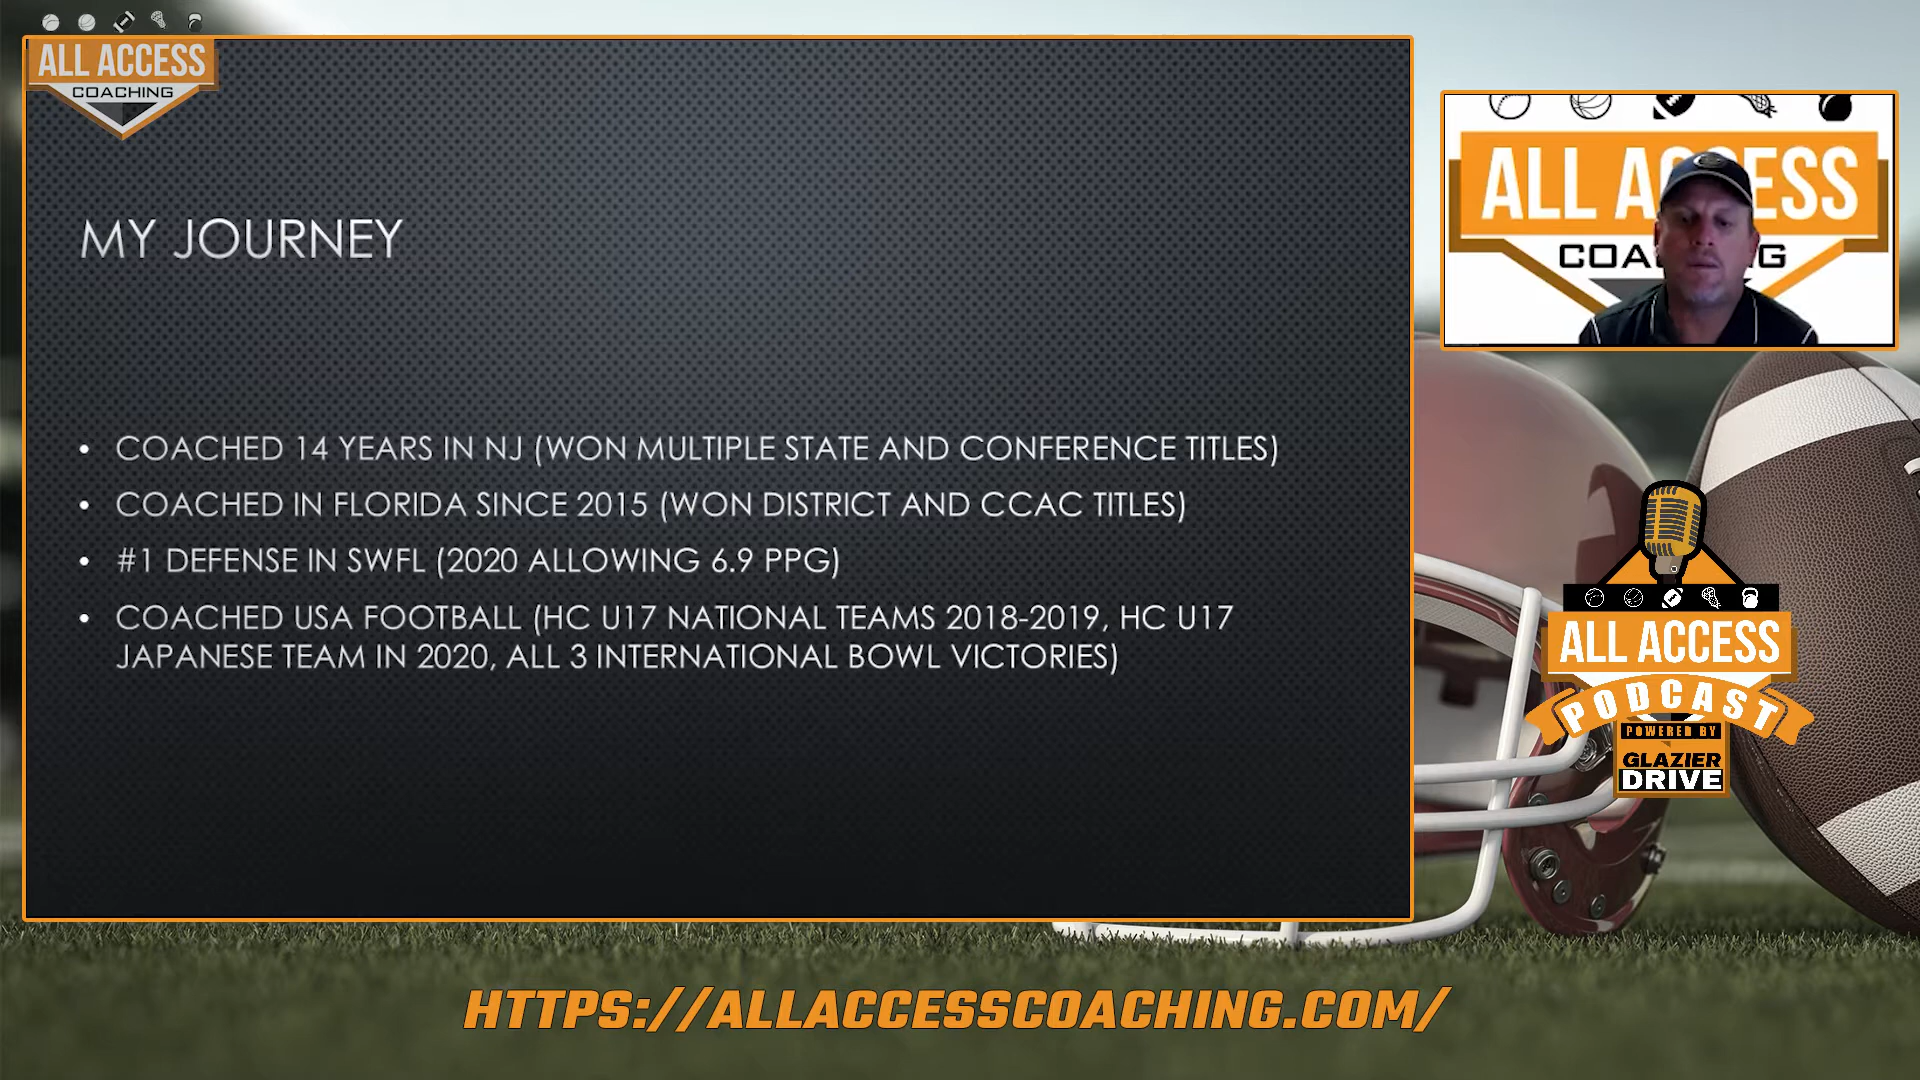 ALL ACCESS
COACHING
MY JOURNEY
• COACHED 14 YEARS IN NJ (WON MULTIPLE STATE AND CONFERENCE TITLES)
• COACHED IN FLORIDA SINCE 2015 (WON DISTRICT AND CCAC TITLES)
• #1 DEFENSE IN SWFL (2020 ALLOWING 6.9 PPG)
• COACHED USA FOOTBALL (HC U17 NATIONAL TEAMS 2018-2019, HC U17
JAPANESE TEAM IN 2020, ALL 3 INTERNATIONAL BOWL VICTORIES)
ALL A ESS
COA G
ALL ACCESS
PODCAST
POWERED BY
GLAZIER
DRIVE
HTTPS://ALLACCESSCOACHING.COM/